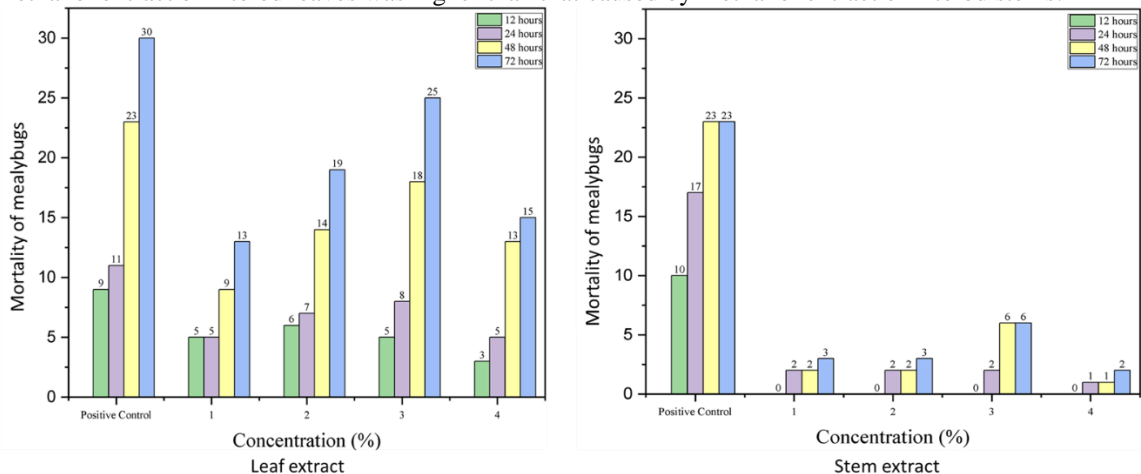 12 hours
24 hours
48 hours
72 hours
Mortality of mealybugs
30
25
20
15
10
5
0
9 11 23 30
5 5 9 13
6 7 14 19
5 8 18 25
3 5 13 15
Positive Control 1 2 3 4
Concentration (%)
Leaf extract
12 hours
24 hours
48 hours
72 hours
Mortality of mealybugs
30
25
20
15
10
5
0
10 17 23 23
0 2 2 3
0 2 2 3
0 2 6 6
0 1 1 2
Positive Control 1 2 3 4
Concentration (%)
Stem extract